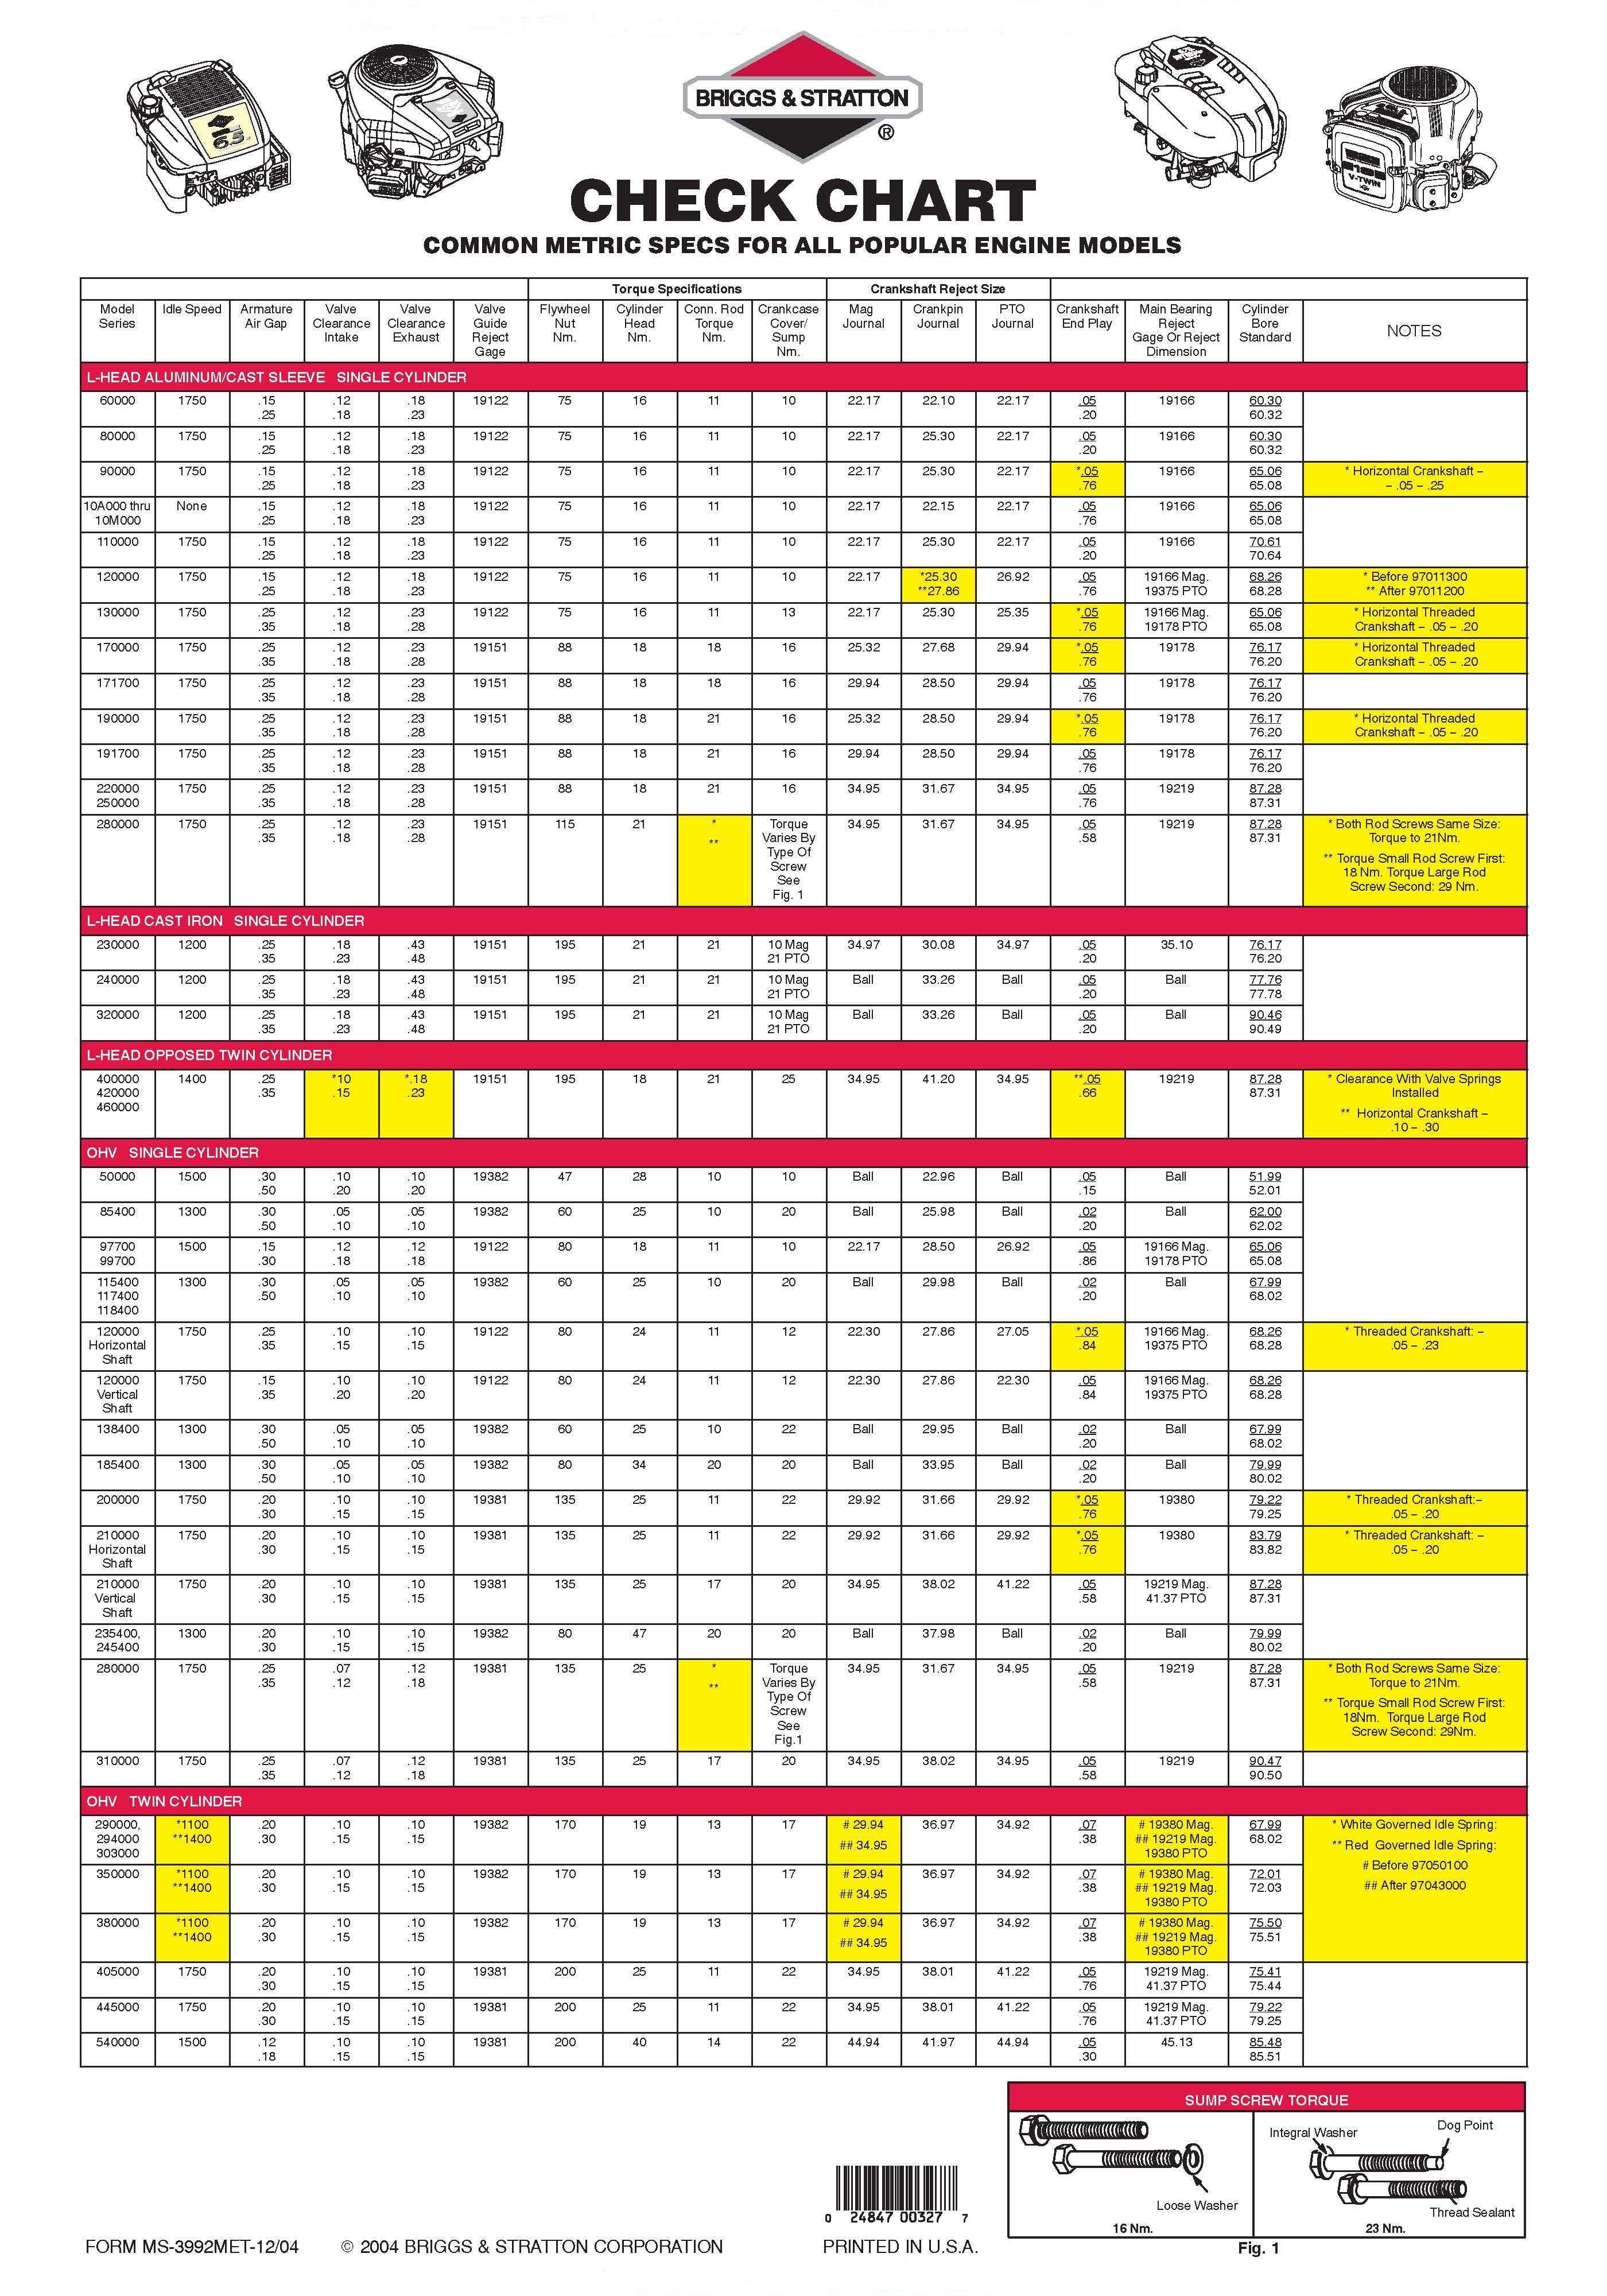 BRIGGS & STRATTON
®
6.5
V-TWIN
CHECK CHART
COMMON METRIC SPECS FOR ALL POPULAR ENGINE MODELS
Torque Specifications Crankshaft Reject Size
Model Series Idle Speed Armature Air Gap Valve Clearance Intake Valve Clearance Exhaust Valve Guide Reject Gage Flywheel Nut Nm. Cylinder Head Nm. Conn. Rod Torque Nm. Crankcase Cover/ Sump Nm. Mag Journal Crankpin Journal PTO Journal Crankshaft End Play Main Bearing Reject Gage Or Reject Dimension Cylinder Bore Standard NOTES
L-HEAD ALUMINUM/CAST SLEEVE SINGLE CYLINDER
60000 1750 .15 .12 .18 19122 75 16 11 10 22.17 22.10 22.17 .05 19166 60.30
.25 .18 .23 .20 60.32
80000 1750 .15 .12 .18 19122 75 16 11 10 22.17 25.30 22.17 .05 19166 60.30
.25 .18 .23 .20 60.32
90000 1750 .15 .12 .18 19122 75 16 11 10 22.17 25.30 22.17 *.05 19166 65.06 * Horizontal Crankshaft –
.25 .18 .23 .76 65.08 – .05 – .25
10A000 thru None .15 .12 .18 19122 75 16 11 10 22.17 22.15 22.17 .05 19166 65.06
10M000 .25 .18 .23 .76 65.08
110000 1750 .15 .12 .18 19122 75 16 11 10 22.17 25.30 22.17 .05 19166 70.61
.25 .18 .23 .20 70.64
120000 1750 .15 .12 .18 19122 75 16 11 10 22.17 *25.30 26.92 .05 19166 Mag. 68.26 * Before 97011300
.25 .18 .23 **27.86 .76 19375 PTO 68.28 ** After 97011200
130000 1750 .25 .12 .23 19122 75 16 11 13 22.17 25.30 25.35 *.05 19166 Mag. 65.06 * Horizontal Threaded
.35 .18 .28 .76 19178 PTO 65.08 Crankshaft – .05 – .20
170000 1750 .25 .12 .23 19151 88 18 18 16 25.32 27.68 29.94 *.05 19178 76.17 * Horizontal Threaded
.35 .18 .28 .76 76.20 Crankshaft – .05 – .20
171700 1750 .25 .12 .23 19151 88 18 18 16 29.94 28.50 29.94 .05 19178 76.17
.35 .18 .28 .76 76.20
190000 1750 .25 .12 .23 19151 88 18 21 16 25.32 28.50 29.94 *.05 19178 76.17 * Horizontal Threaded
.35 .18 .28 .76 76.20 Crankshaft – .05 – .20
191700 1750 .25 .12 .23 19151 88 18 21 16 29.94 28.50 29.94 .05 19178 76.17
.35 .18 .28 .76 76.20
220000 1750 .25 .12 .23 19151 88 18 21 16 34.95 31.67 34.95 .05 19219 87.28
250000 .35 .18 .28 .76 87.31
280000 1750 .25 .12 .23 19151 115 21 * Torque 34.95 31.67 34.95 .05 19219 87.28 * Both Rod Screws Same Size:
.35 .18 .28 ** Varies By .58 87.31 Torque to 21Nm.
Type Of ** Torque Small Rod Screw First:
Screw 18 Nm. Torque Large Rod
See Screw Second: 29 Nm.
Fig. 1
L-HEAD CAST IRON SINGLE CYLINDER
230000 1200 .25 .18 .43 19151 195 21 21 10 Mag 34.97 30.08 34.97 .05 35.10 76.17
.35 .23 .48 21 PTO .20 76.20
240000 1200 .25 .18 .43 19151 195 21 21 10 Mag Ball 33.26 Ball .05 Ball 77.76
.35 .23 .48 21 PTO .20 77.78
320000 1200 .25 .18 .43 19151 195 21 21 10 Mag Ball 33.26 Ball .05 Ball 90.46
.35 .23 .48 21 PTO .20 90.49
L-HEAD OPPOSED TWIN CYLINDER
400000 1400 .25 *10 *.18 19151 195 18 21 25 34.95 41.20 34.95 **.05 19219 87.28 * Clearance With Valve Springs
420000 .35 .15 .23 .66 87.31 Installed
460000 ** Horizontal Crankshaft –
.10 – .30
OHV SINGLE CYLINDER
50000 1500 .30 .10 .10 19382 47 28 10 10 Ball 22.96 Ball .05 Ball 51.99
.50 .20 .20 .15 52.01
85400 1300 .30 .05 .05 19382 60 25 10 20 Ball 25.98 Ball .02 Ball 62.00
.50 .10 .10 .20 62.02
97700 1500 .15 .12 .12 19122 80 18 11 10 22.17 28.50 26.92 .05 19166 Mag. 65.06
99700 .30 .18 .18 .86 19178 PTO 65.08
115400 1300 .30 .05 .05 19382 60 25 10 20 Ball 29.98 Ball .02 Ball 67.99
117400 .50 .10 .10 .20 68.02
118400
120000 1750 .25 .10 .10 19122 80 24 11 12 22.30 27.86 27.05 *.05 19166 Mag. 68.26 * Threaded Crankshaft: –
Horizontal .35 .15 .15 .84 19375 PTO 68.28 .05 – .23
Shaft
120000 1750 .15 .10 .10 19122 80 24 11 12 22.30 27.86 22.30 .05 19166 Mag. 68.26
Vertical .35 .20 .20 .84 19375 PTO 68.28
Shaft
138400 1300 .30 .05 .05 19382 60 25 10 22 Ball 29.95 Ball .02 Ball 67.99
.50 .10 .10 .20 68.02
185400 1300 .30 .05 .05 19382 80 34 20 20 Ball 33.95 Ball .02 Ball 79.99
.50 .10 .10 .20 80.02
200000 1750 .20 .10 .10 19381 135 25 11 22 29.92 31.66 29.92 *.05 19380 79.22 * Threaded Crankshaft:–
.30 .15 .15 .76 79.25 .05 – .20
210000 1750 .20 .10 .10 19381 135 25 11 22 29.92 31.66 29.92 *.05 19380 83.79 * Threaded Crankshaft: –
Horizontal .30 .15 .15 .76 83.82 .05 – .20
Shaft
210000 1750 .20 .10 .10 19381 135 25 17 20 34.95 38.02 41.22 .05 19219 Mag. 87.28
Vertical .30 .15 .15 .58 41.37 PTO 87.31
Shaft
235400, 1300 .20 .10 .10 19382 80 47 20 20 Ball 37.98 Ball .02 Ball 79.99
245400 .30 .15 .15 .20 80.02
280000 1750 .25 .07 .12 19381 135 25 * Torque 34.95 31.67 34.95 .05 19219 87.28 * Both Rod Screws Same Size:
.35 .12 .18 ** Varies By .58 87.31 Torque to 21Nm.
Type Of ** Torque Small Rod Screw First:
Screw 18Nm. Torque Large Rod
See Screw Second: 29Nm.
Fig.1
310000 1750 .25 .07 .12 19381 135 25 17 20 34.95 38.02 34.95 .05 19219 90.47
.35 .12 .18 .58 90.50
OHV TWIN CYLINDER
290000, *1100 .20 .10 .10 19382 170 19 13 17 # 29.94 36.97 34.92 .07 # 19380 Mag. 67.99 * White Governed Idle Spring:
294000 **1400 .30 .15 .15 ## 34.95 .38 ## 19219 Mag. 68.02 ** Red Governed Idle Spring:
303000 19380 PTO # Before 97050100
350000 *1100 .20 .10 .10 19382 170 19 13 17 # 29.94 36.97 34.92 .07 # 19380 Mag. 72.01 ## After 97043000
**1400 .30 .15 .15 ## 34.95 .38 ## 19219 Mag. 72.03
19380 PTO
380000 *1100 .20 .10 .10 19382 170 19 13 17 # 29.94 36.97 34.92 .07 # 19380 Mag. 75.50
**1400 .30 .15 .15 ## 34.95 .38 ## 19219 Mag. 75.51
19380 PTO
405000 1750 .20 .10 .10 19381 200 25 11 22 34.95 38.01 41.22 .05 19219 Mag. 75.41
.30 .15 .15 .76 41.37 PTO 75.44
445000 1750 .20 .10 .10 19381 200 25 11 22 34.95 38.01 41.22 .05 19219 Mag. 79.22
.30 .15 .15 .76 41.37 PTO 79.25
540000 1500 .12 .10 .10 19381 200 40 14 22 44.94 41.97 44.94 .05 45.13 85.48
.18 .15 .15 .30 85.51
SUMP SCREW TORQUE
Loose Washer
16 Nm.
Integral Washer
Dog Point
Thread Sealant
23 Nm.
Fig. 1
0 24847 00327 7
FORM MS-3992MET-12/04 © 2004 BRIGGS & STRATTON CORPORATION PRINTED IN U.S.A.